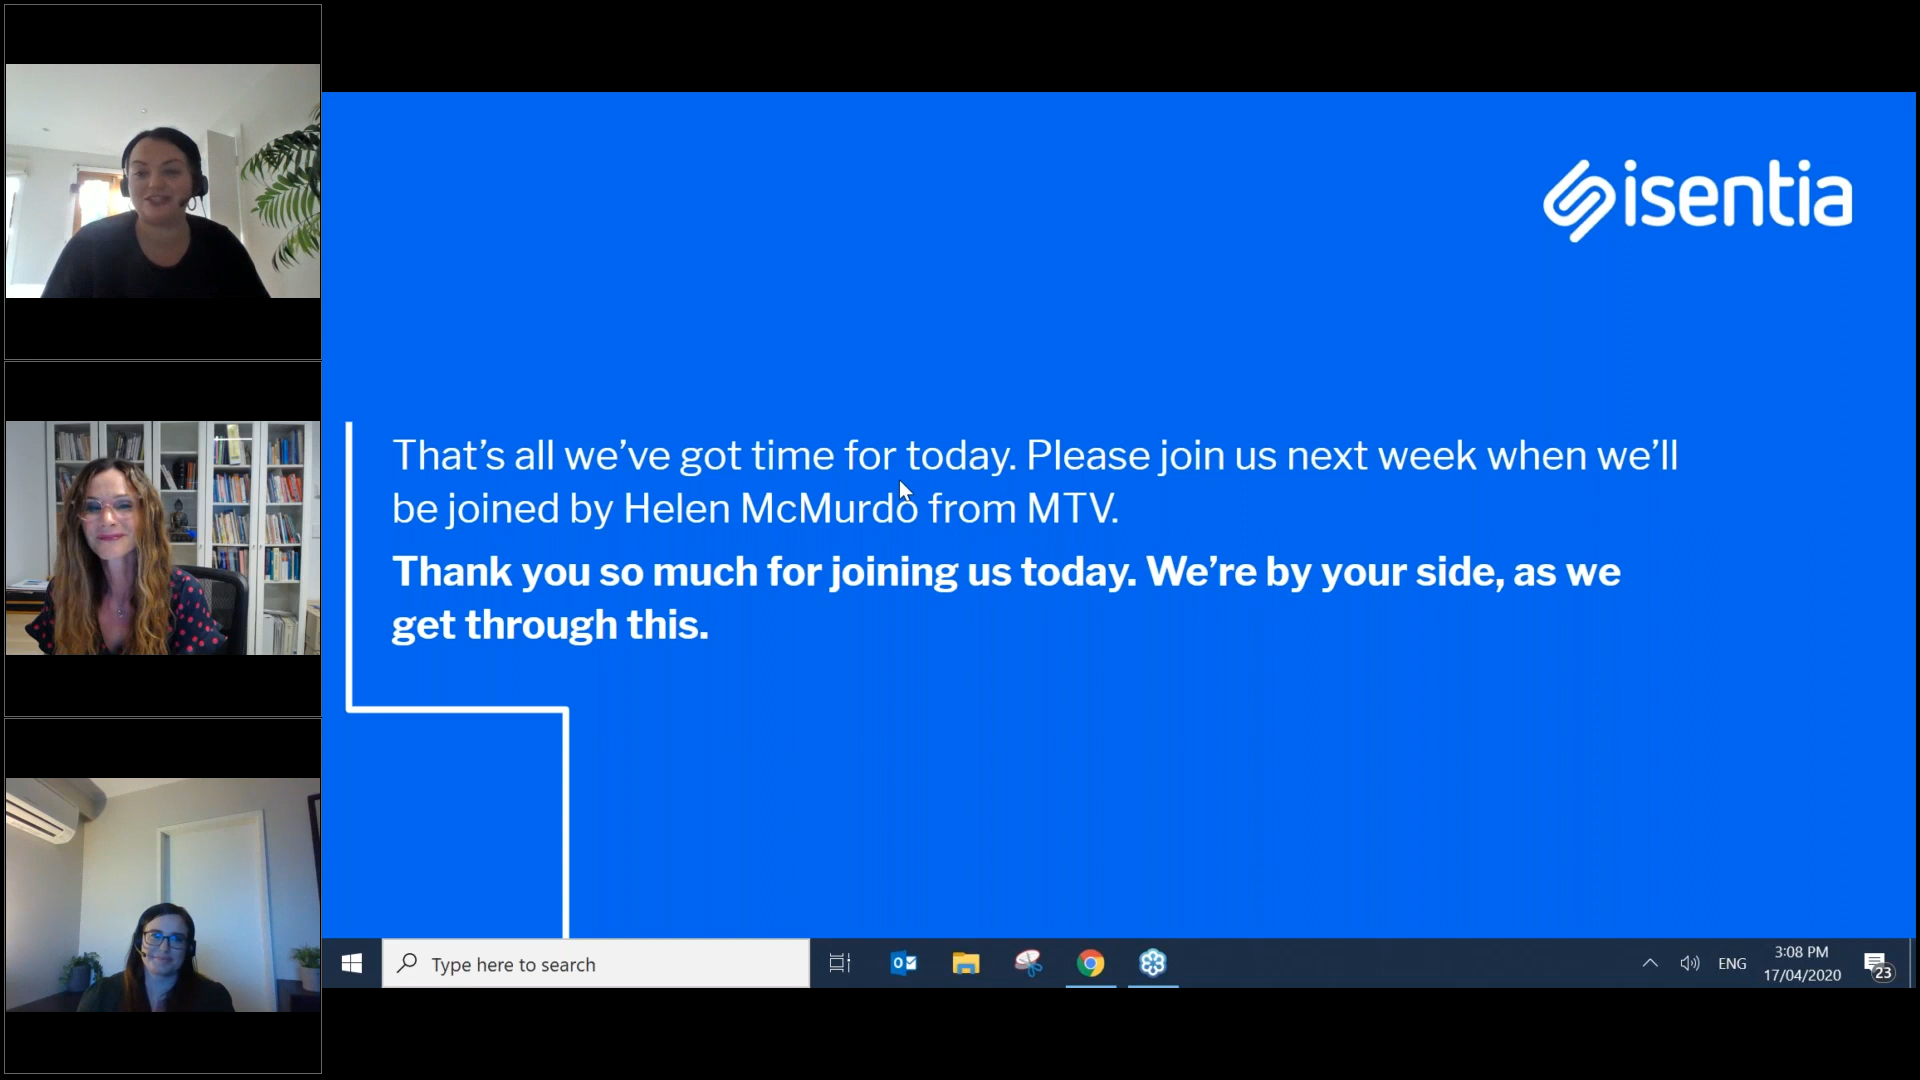 isentia
That’s all we’ve got time for today. Please join us next week when we’ll
be joined by Helen McMurdo from MTV.
Thank you so much for joining us today. We’re by your side, as we
get through this.
Type here to search
ENG
3:08 PM
17/04/2020
23